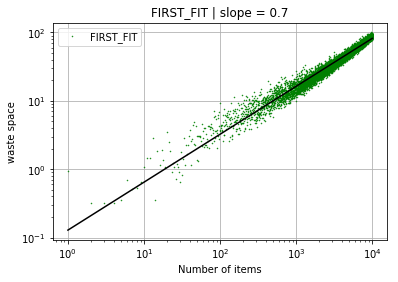 FIRST_FIT | slope = 0.7
FIRST_FIT
waste space
10²
10¹
10⁰
10⁻¹
10⁰ 10¹ 10² 10³ 10⁴
Number of items